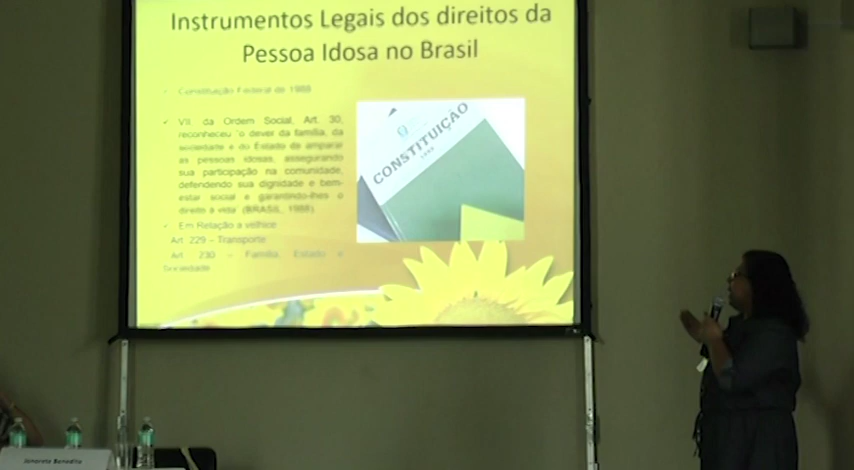 Instrumentos Legais dos direitos da
Pessoa Idosa no Brasil
Constituição Federal de 1988
VII da Ordem Social, Art. 30,
reconheceu "o dever da família, da
sociedade e do Estado de amparar
as pessoas idosas, assegurando
sua participação na comunidade,
defendendo sua dignidade e bem-
estar social e garantindo-lhes o
direito à vida (BRASIL, 1988)
Em Relação a velhice
Art. 229 – Transporte
Art. 230 – Família, Estado e
Sociedade
CONSTITUIÇÃO
Benedito